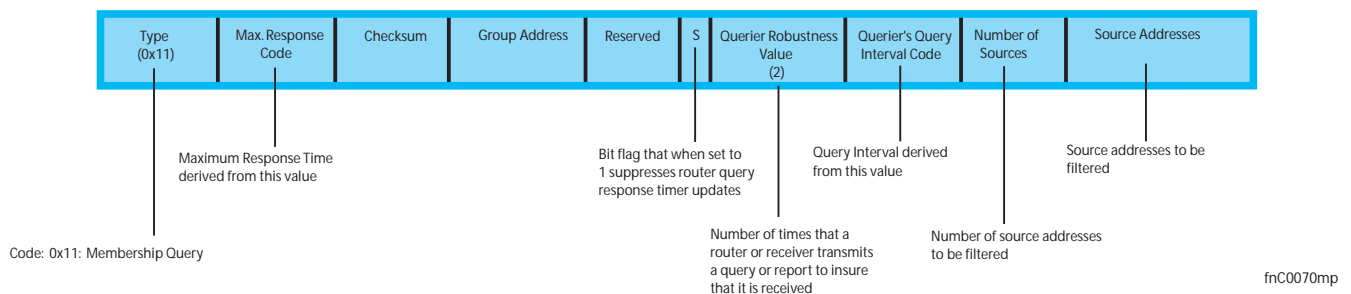 Type
(0x11)
Max. Response
Code
Checksum
Group Address
Reserved
S
Querier Robustness
Value
(2)
Querier's Query
Interval Code
Number of
Sources
Source Addresses
Maximum Response Time
derived from this value
Bit flag that when set to
1 suppresses router query
response timer updates
Query Interval derived
from this value
Source addresses to be
filtered
Code: 0x11: Membership Query
Number of times that a
router or receiver transmits
a query or report to insure
that it is received
Number of source addresses
to be filtered
fnC0070mp